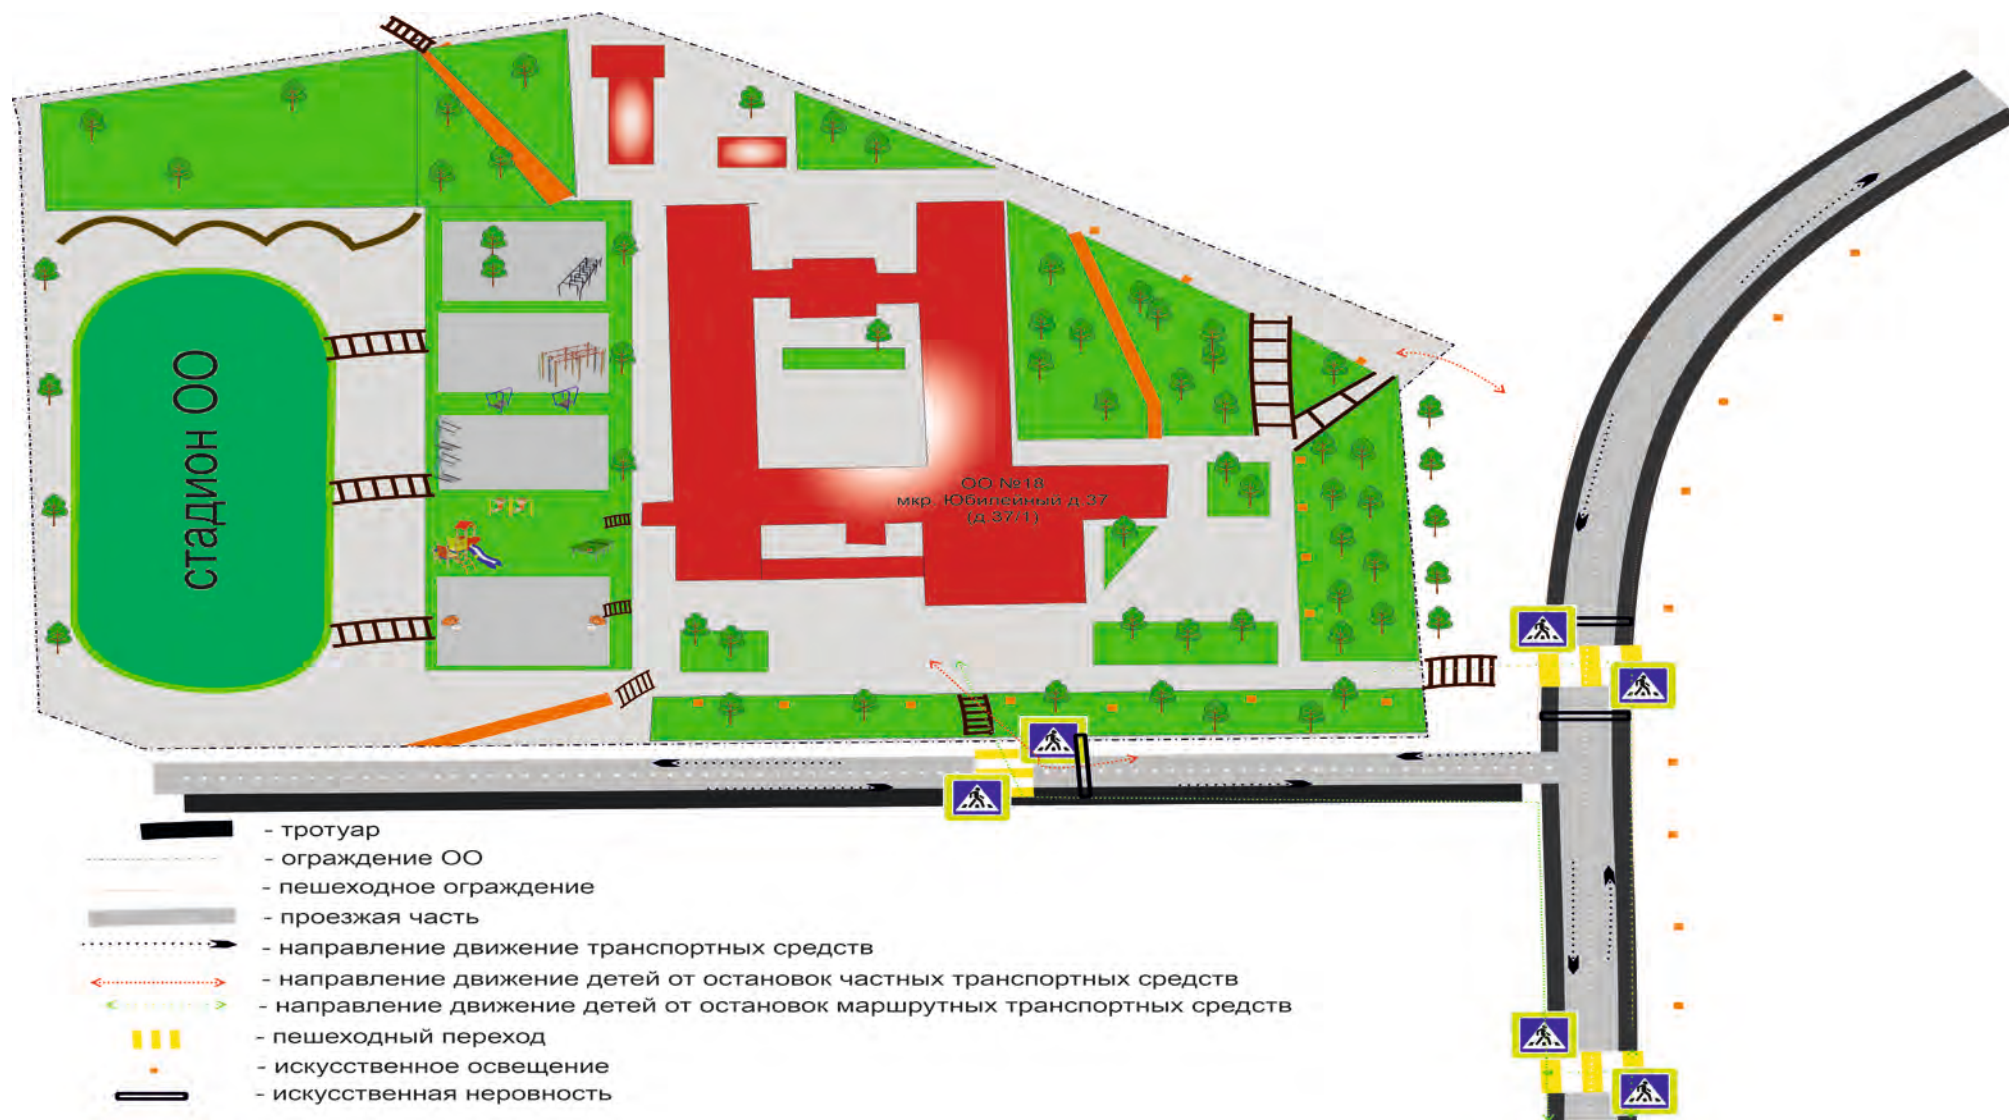 стадион ОО
ОО №18
мкр. Юбилейный д 37
(д 37/1)
- тротуар
- ограждение ОО
- пешеходное ограждение
- проезжая часть
- направление движение транспортных средств
- направление движение детей от остановок частных транспортных средств
- направление движение детей от остановок маршрутных транспортных средств
- пешеходный переход
- искусственное освещение
- искусственная неровность